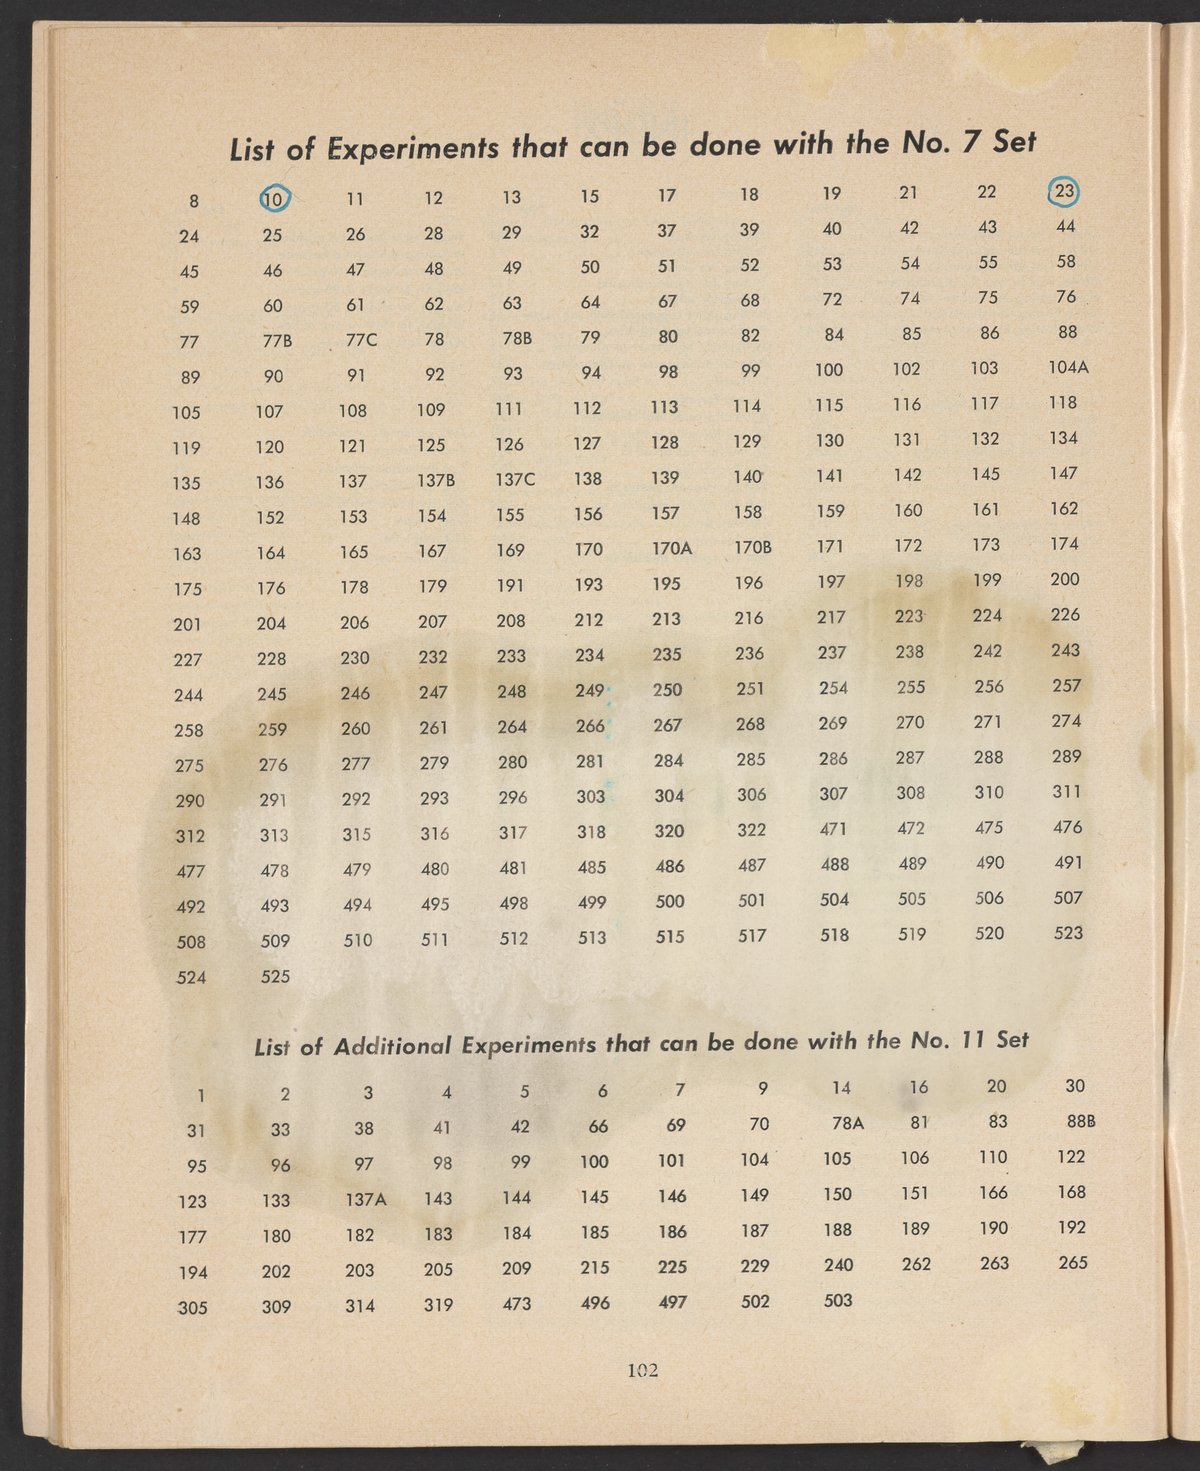 List of Experiments that can be done with the No. 7 Set
8 10 11 12 13 15 17 18 19 21 22 23
24 25 26 28 29 32 37 39 40 42 43 44
45 46 47 48 49 50 51 52 53 54 55 58
59 60 61 62 63 64 67 68 72 74 75 76
77 77B 77C 78 78B 79 80 82 84 85 86 88
89 90 91 92 93 94 98 99 100 102 103 104A
105 107 108 109 111 112 113 114 115 116 117 118
119 120 121 125 126 127 128 129 130 131 132 134
135 136 137 137B 137C 138 139 140 141 142 145 147
148 152 153 154 155 156 157 158 159 160 161 162
163 164 165 167 169 170 170A 170B 171 172 173 174
175 176 178 179 191 193 195 196 197 198 199 200
201 204 206 207 208 212 213 216 217 223 224 226
227 228 230 232 233 234 235 236 237 238 242 243
244 245 246 247 248 249 250 251 254 255 256 257
258 259 260 261 264 266 267 268 269 270 271 274
275 276 277 279 280 281 284 285 286 287 288 289
290 291 292 293 296 303 304 306 307 308 310 311
312 313 315 316 317 318 320 322 471 472 475 476
477 478 479 480 481 485 486 487 488 489 490 491
492 493 494 495 498 499 500 501 504 505 506 507
508 509 510 511 512 513 515 517 518 519 520 523
524 525
List of Additional Experiments that can be done with the No. 11 Set
1 2 3 4 5 6 7 9 14 16 20 30
31 33 38 41 42 66 69 70 78A 81 83 88B
95 96 97 98 99 100 101 104 105 106 110 122
123 133 137A 143 144 145 146 149 150 151 166 168
177 180 182 183 184 185 186 187 188 189 190 192
194 202 203 205 209 215 225 229 240 262 263 265
305 309 314 319 473 496 497 502 503
102